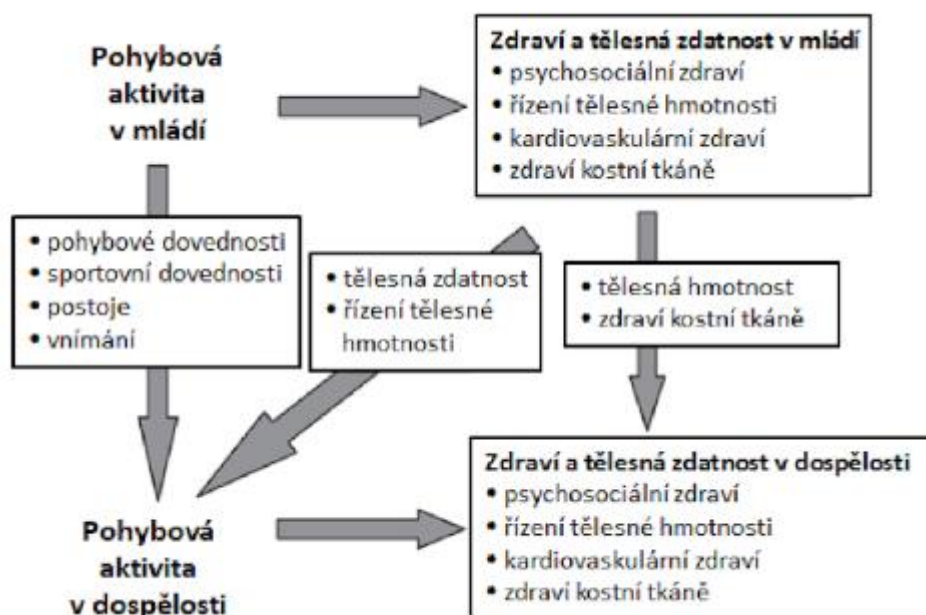 Pohybová
aktivita
v mládí
Zdraví a tělesná zdatnost v mládí
• psychosociální zdraví
• řízení tělesné hmotnosti
• kardiovaskulární zdraví
• zdraví kostní tkáně
• pohybové dovednosti
• sportovní dovednosti
• postoje
• vnímání
• tělesná zdatnost
• řízení tělesné
hmotnosti
• tělesná hmotnost
• zdraví kostní tkáně
Pohybová
aktivita
v dospělosti
Zdraví a tělesná zdatnost v dospělosti
• psychosociální zdraví
• řízení tělesné hmotnosti
• kardiovaskulární zdraví
• zdraví kostní tkáně